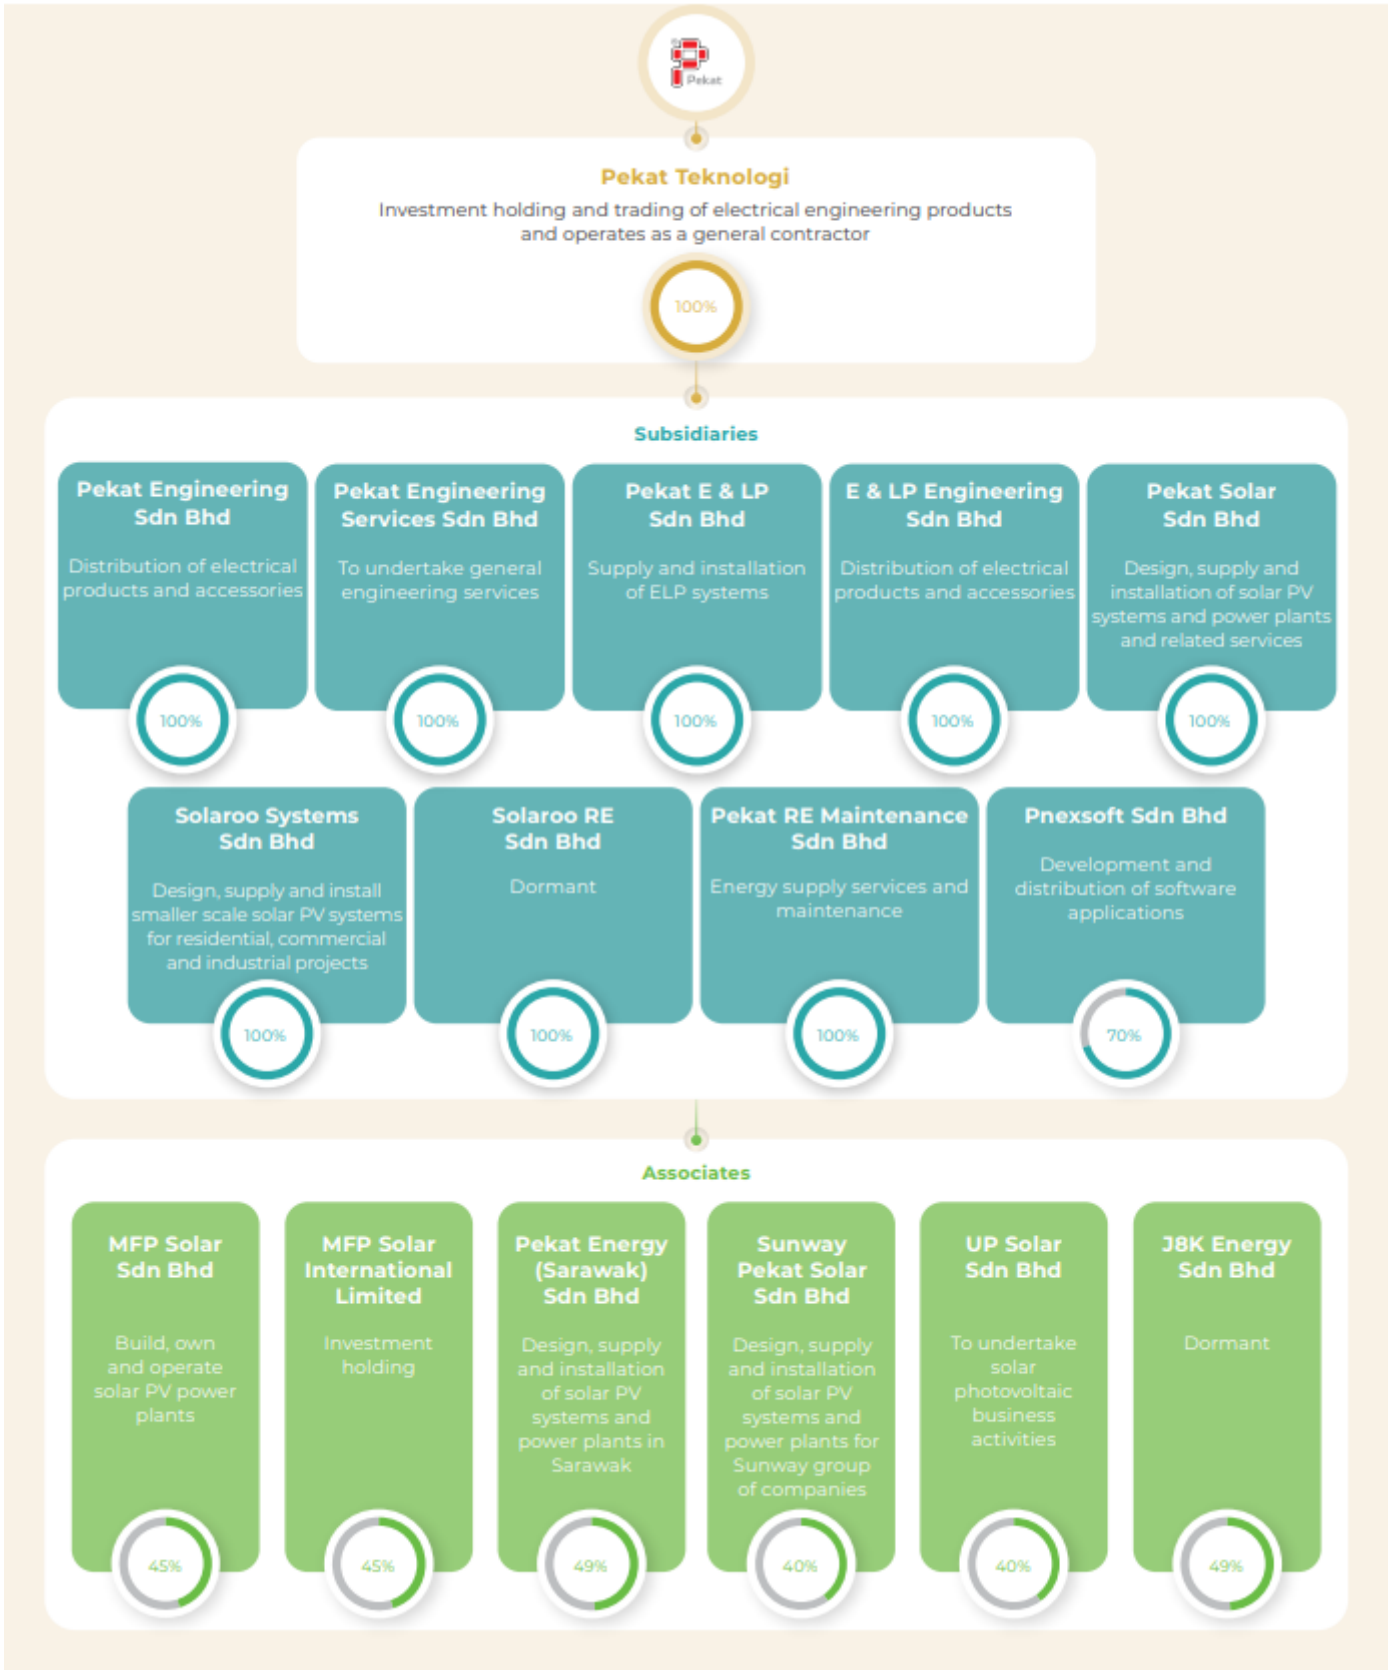 Pekat
Pekat Teknologi
Investment holding and trading of electrical engineering products
and operates as a general contractor
100%
Subsidiaries
Pekat Engineering
Sdn Bhd
Distribution of electrical
products and accessories
100%
Pekat Engineering
Services Sdn Bhd
To undertake general
engineering services
100%
Pekat E & LP
Sdn Bhd
Supply and installation
of ELP systems
100%
E & LP Engineering
Sdn Bhd
Distribution of electrical
products and accessories
100%
Pekat Solar
Sdn Bhd
Design, supply and
installation of solar PV
systems and power plants
and related services
100%
Solaroo Systems
Sdn Bhd
Design, supply and install
smaller scale solar PV systems
for residential, commercial
and industrial projects
100%
Solaroo RE
Sdn Bhd
Dormant
100%
Pekat RE Maintenance
Sdn Bhd
Energy supply services and
maintenance
100%
Pnexsoft Sdn Bhd
Development and
distribution of software
applications
70%
Associates
MFP Solar
Sdn Bhd
Build, own
and operate
solar PV power
plants
45%
MFP Solar
International
Limited
Investment
holding
45%
Pekat Energy
(Sarawak)
Sdn Bhd
Design, supply
and installation
of solar PV
systems and
power plants in
Sarawak
49%
Sunway
Pekat Solar
Sdn Bhd
Design, supply
and installation
of solar PV
systems and
power plants for
Sunway group
of companies
40%
UP Solar
Sdn Bhd
To undertake
solar
photovoltaic
business
activities
40%
J8K Energy
Sdn Bhd
Dormant
49%